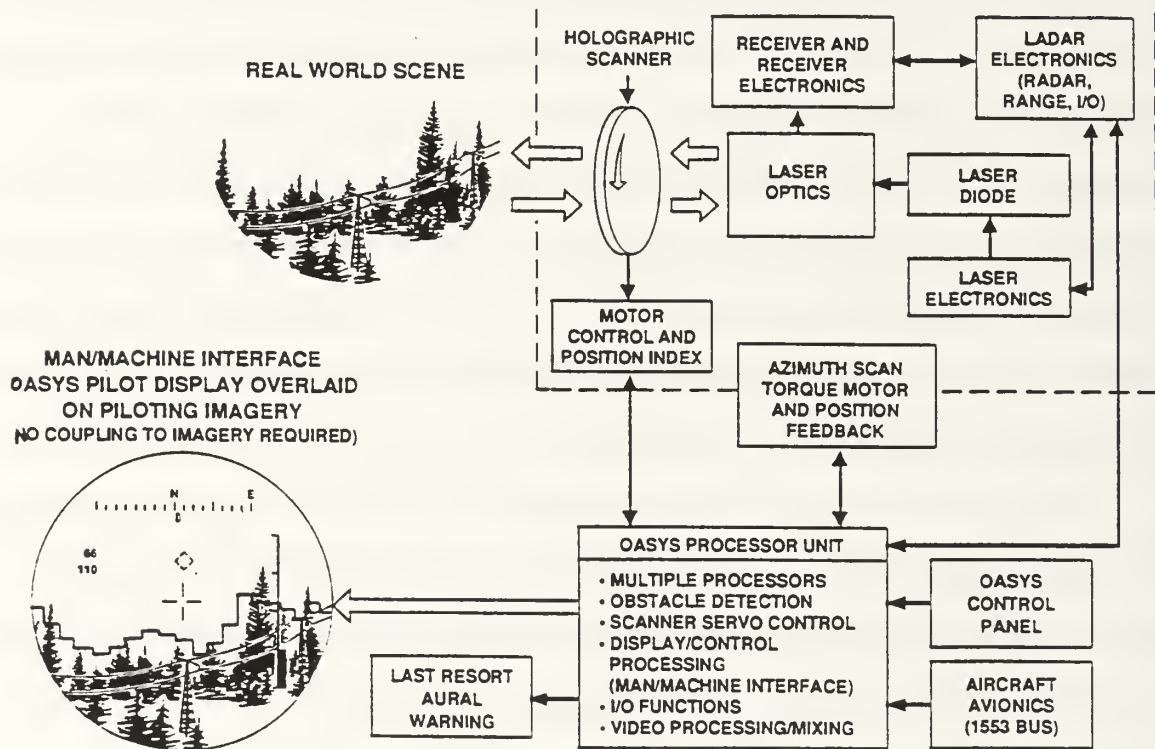 REAL WORLD SCENE
HOLOGRAPHIC
SCANNER
RECEIVER AND
RECEIVER
ELECTRONICS
LADAR
ELECTRONICS
(RADAR,
RANGE, I/O)
LASER
OPTICS
LASER
DIODE
LASER
ELECTRONICS
MOTOR
CONTROL AND
POSITION INDEX
AZIMUTH SCAN
TORQUE MOTOR
AND POSITION
FEEDBACK
MAN/MACHINE INTERFACE
OASYS PILOT DISPLAY OVERLAID
ON PILOTING IMAGERY
NO COUPLING TO IMAGERY REQUIRED)
N E
66
110
OASYS PROCESSOR UNIT
• MULTIPLE PROCESSORS
• OBSTACLE DETECTION
• SCANNER SERVO CONTROL
• DISPLAY/CONTROL
PROCESSING
(MAN/MACHINE INTERFACE)
• I/O FUNCTIONS
• VIDEO PROCESSING/MIXING
OASYS
CONTROL
PANEL
AIRCRAFT
AVIONICS
(1553 BUS)
LAST RESORT
AURAL
WARNING